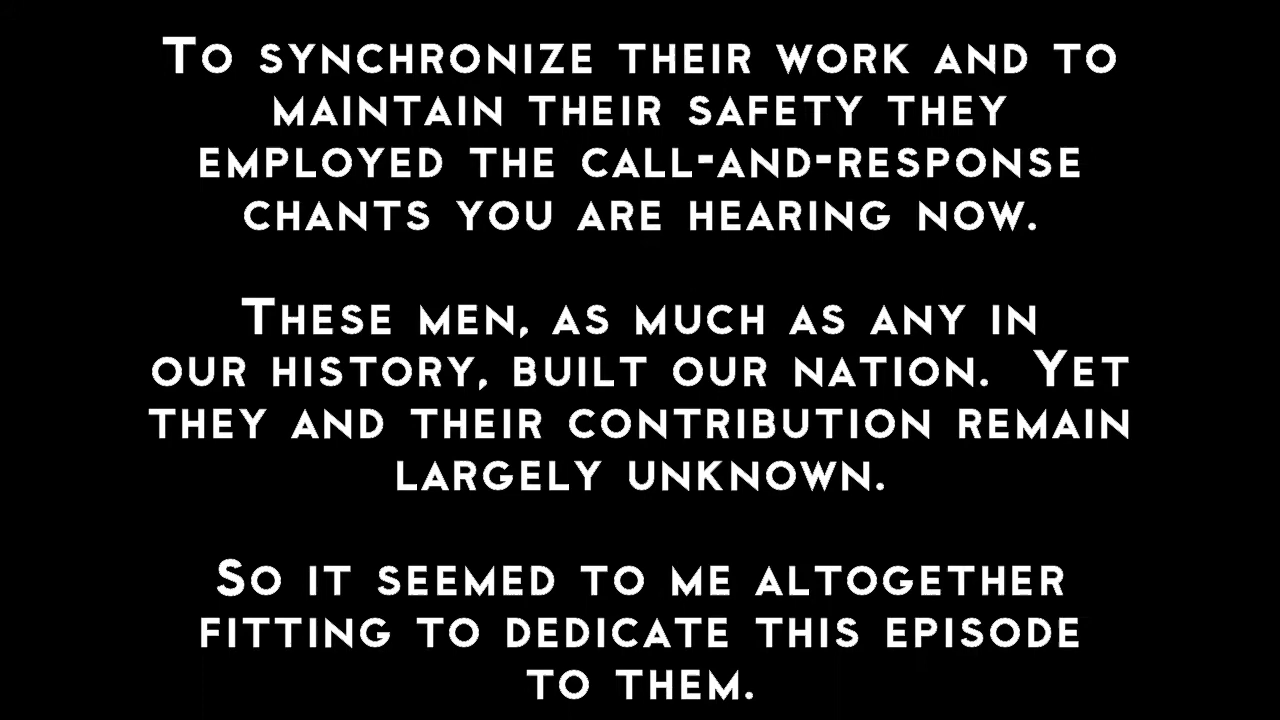 To synchronize their work and to
maintain their safety they
employed the call-and-response
chants you are hearing now.
These men, as much as any in
our history, built our nation.  Yet
they and their contribution remain
largely unknown.
So it seemed to me altogether
fitting to dedicate this episode
to them.